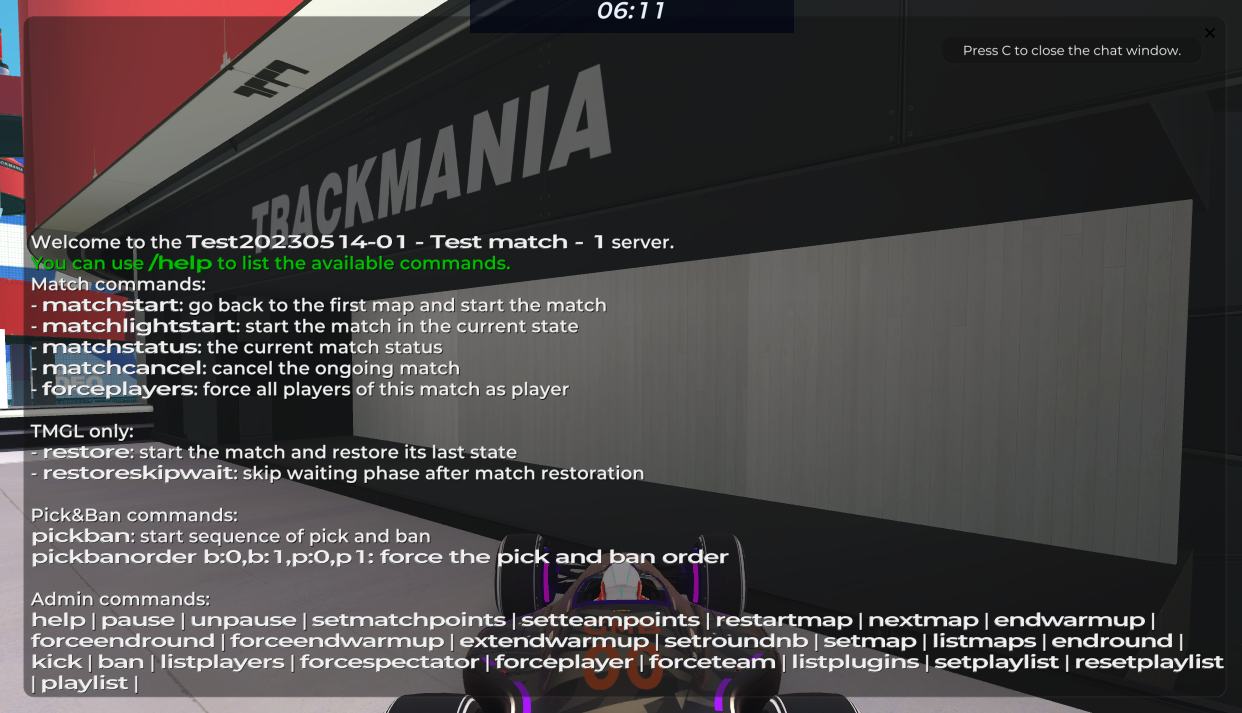 06:11
Press C to close the chat window.
TRACKMANIA
Welcome to the Test20230514-01 - Test match - 1 server.
You can use /help to list the available commands.
Match commands:
- matchstart: go back to the first map and start the match
- matchlightstart: start the match in the current state
- matchstatus: the current match status
- matchcancel: cancel the ongoing match
- forceplayers: force all players of this match as player
TMGL only:
- restore: start the match and restore its last state
- restoreskipwait: skip waiting phase after match restoration
Pick&Ban commands:
pickban: start sequence of pick and ban
pickbanorder b:0,b:1,p:0,p1: force the pick and ban order
Admin commands:
help | pause | unpause | setmatchpoints | setteampoints | restartmap | nextmap | endwarmup |
forceendround | forceendwarmup | extendwarmup | setroundnb | setmap | listmaps | endround |
kick | ban | listplayers | forcespectator | forceplayer | forceteam | listplugins | setplaylist | resetplaylist
| playlist |